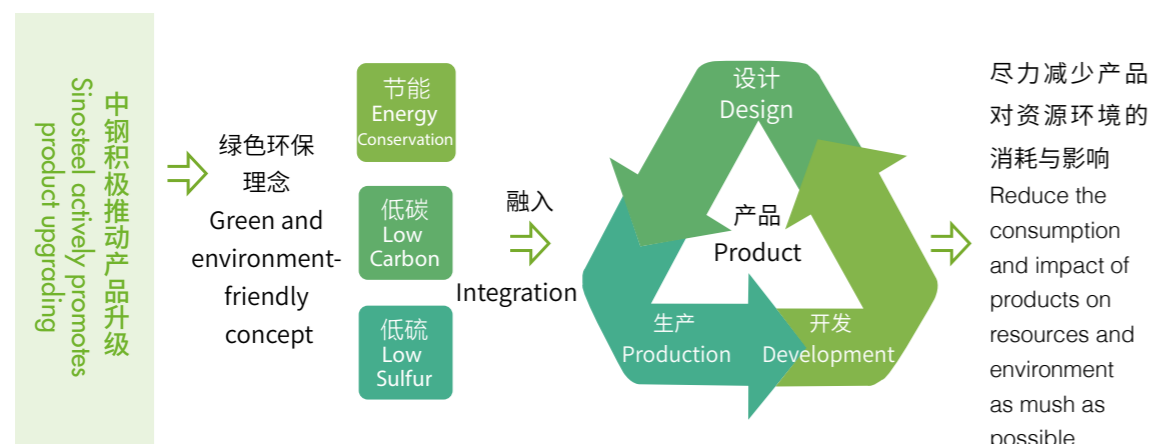 中钢积极推动产品升级
Sinosteel actively promotes
product upgrading
绿色环保
理念
Green and
environment-
friendly
concept
节能
Energy
Conservation
低碳
Low
Carbon
低硫
Low
Sulfur
融入
Integration
设计
Design
产品
Product
生产
Production
开发
Development
尽力减少产品
对资源环境的
消耗与影响
Reduce the
consumption
and impact of
products on
resources and
environment
as mush as
possible